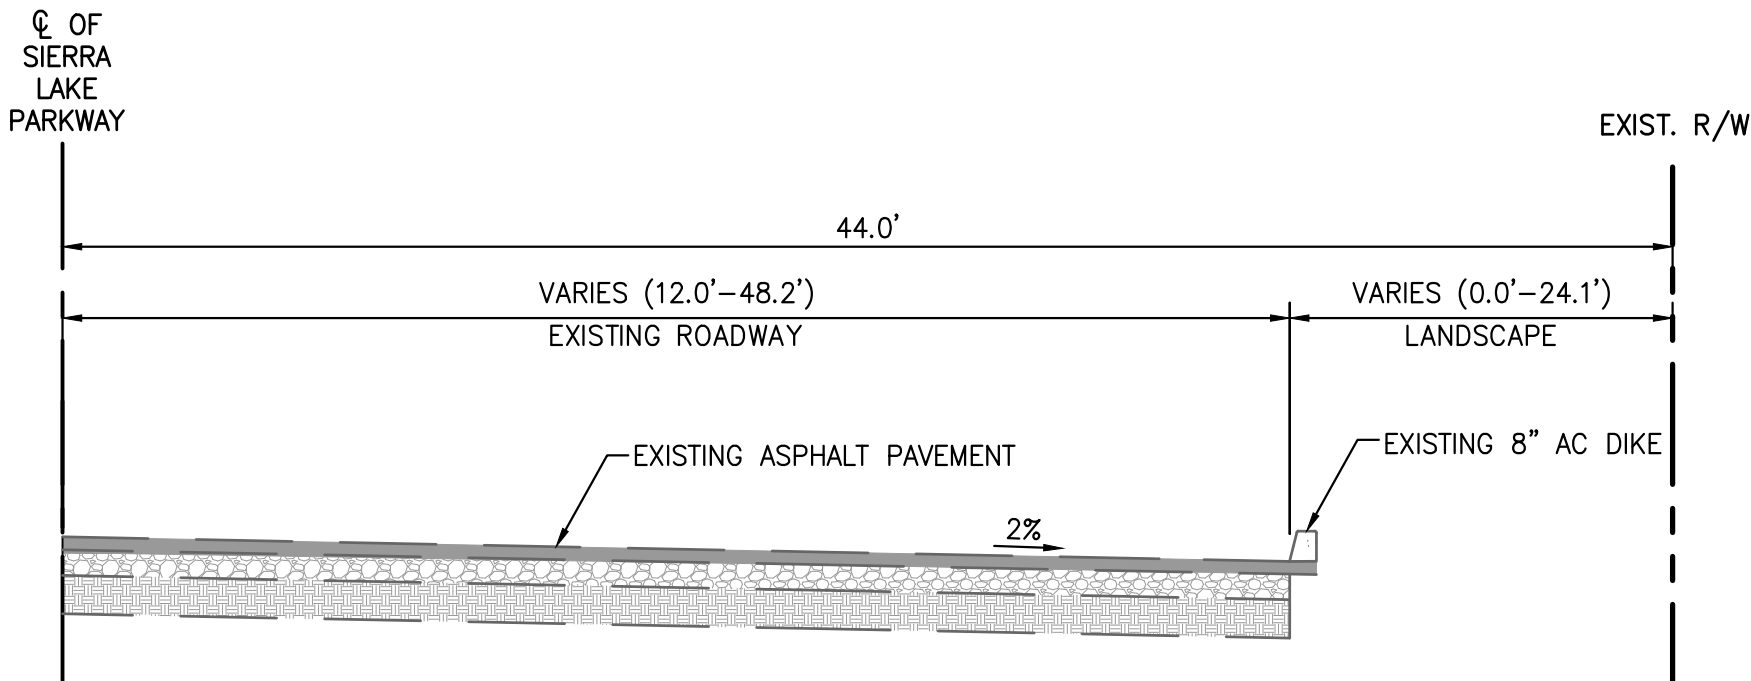 ℄ OF
SIERRA
LAKE
PARKWAY
EXIST. R/W
44.0'
VARIES (12.0'-48.2')
EXISTING ROADWAY
VARIES (0.0'-24.1')
LANDSCAPE
EXISTING ASPHALT PAVEMENT
EXISTING 8" AC DIKE
2%